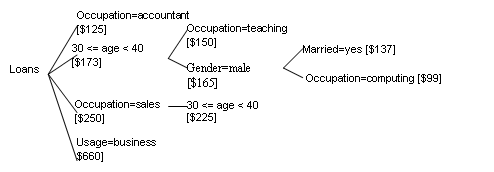 Loans
Occupation=accountant
[$125]
30 <= age < 40
[$173]
Occupation=sales
[$250]
Usage=business
$660]
Occupation=teaching
[$150]
Gender=male
[$165]
30 <= age < 40
[$225]
Married=yes [$137]
Occupation=computing [$99]